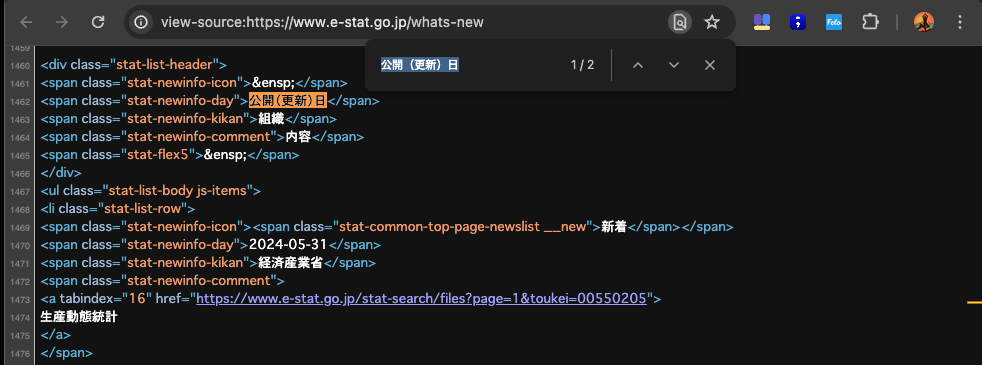 view-source:https://www.e-stat.go.jp/whats-new
Felo
公開（更新）日 1/2
1459
1460 <div class="stat-list-header">
1461 <span class="stat-newinfo-icon">&ensp;</span>
1462 <span class="stat-newinfo-day">公開（更新）日</span>
1463 <span class="stat-newinfo-kikan">組織</span>
1464 <span class="stat-newinfo-comment">内容</span>
1465 <span class="stat-flex5">&ensp;</span>
1466 </div>
1467 <ul class="stat-list-body js-items">
1468 <li class="stat-list-row">
1469 <span class="stat-newinfo-icon"><span class="stat-common-top-page-newslist __new">新着</span></span>
1470 <span class="stat-newinfo-day">2024-05-31</span>
1471 <span class="stat-newinfo-kikan">経済産業省</span>
1472 <span class="stat-newinfo-comment">
1473 <a tabindex="16" href="https://www.e-stat.go.jp/stat-search/files?page=1&toukei=00550205">
1474 生産動態統計
1475 </a>
1476 </span>